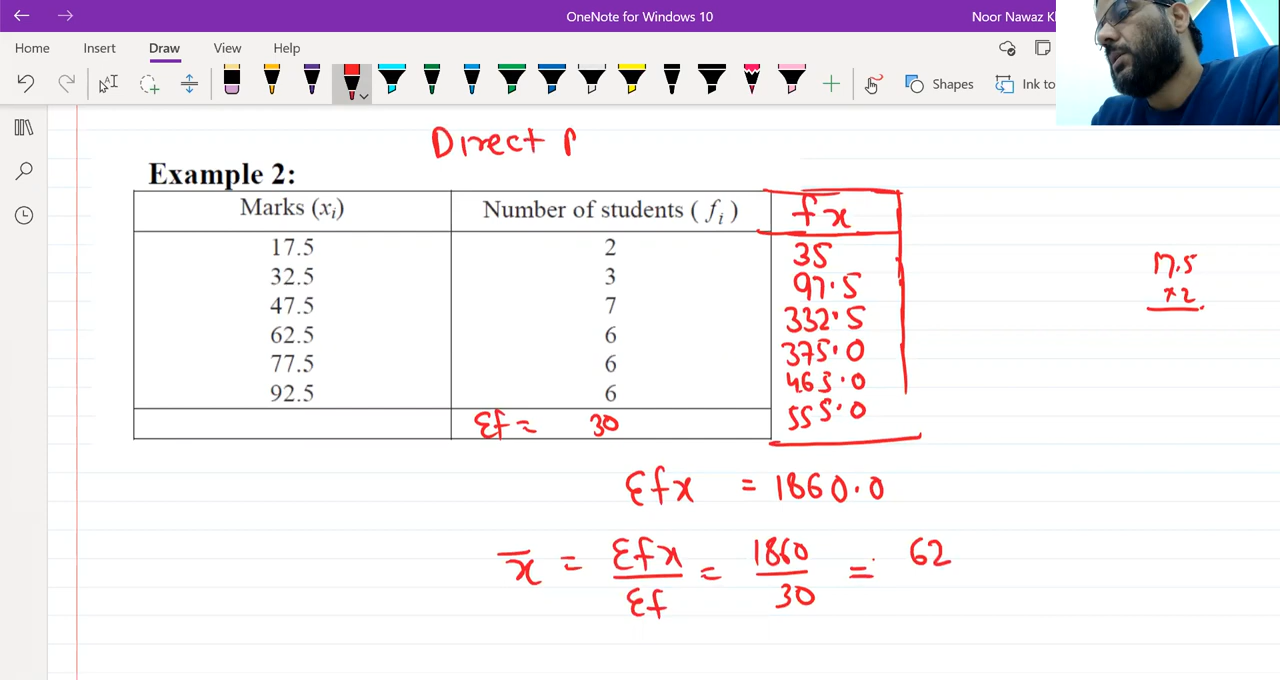 OneNote for Windows 10
Noor Nawaz K
Home Insert Draw View Help
Shapes
Ink to
Direct
Example 2:
Marks (xᵢ) Number of students ( fᵢ ) fx
17.5 2 35
32.5 3 97.5
47.5 7 332.5
62.5 6 375.0
77.5 6 463.0
92.5 6 555.0
Σf = 30
17.5
×2
Σfx = 1860.0
x̄ = Σfx / Σf = 1860 / 30 = 62